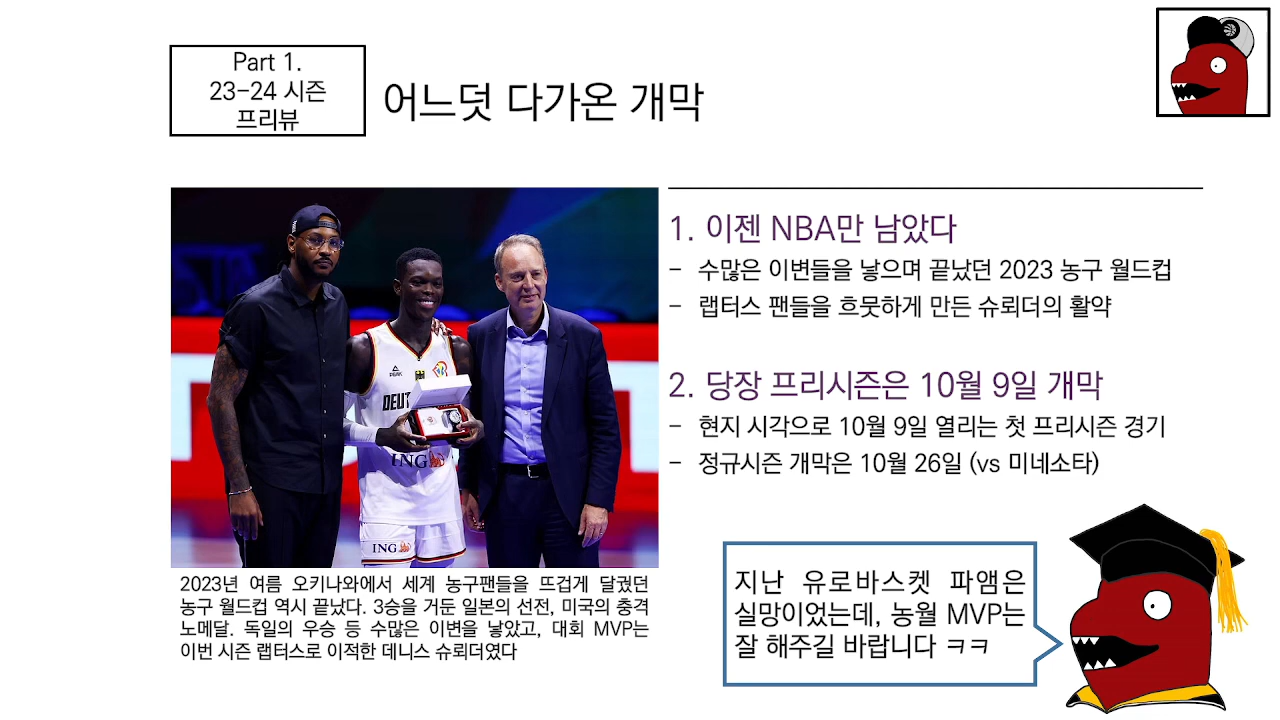 Part 1.
23-24 시즌
프리뷰
어느덧 다가온 개막
1. 이젠 NBA만 남았다
- 수많은 이변들을 낳으며 끝났던 2023 농구 월드컵
- 랩터스 팬들을 흐뭇하게 만든 슈뢰더의 활약
2. 당장 프리시즌은 10월 9일 개막
- 현지 시각으로 10월 9일 열리는 첫 프리시즌 경기
- 정규시즌 개막은 10월 26일 (vs 미네소타)
PEAK
DEUT
ING
ING
2023년 여름 오키나와에서 세계 농구팬들을 뜨겁게 달궜던
농구 월드컵 역시 끝났다. 3승을 거둔 일본의 선전, 미국의 충격
노메달. 독일의 우승 등 수많은 이변을 낳았고, 대회 MVP는
이번 시즌 랩터스로 이적한 데니스 슈뢰더였다
지난 유로바스켓 파앰은
실망이었는데, 농월 MVP는
잘 해주길 바랍니다 ㅋㅋ